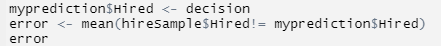 myprediction$Hired <- decision
error <- mean(hireSample$Hired!= myprediction$Hired)
error